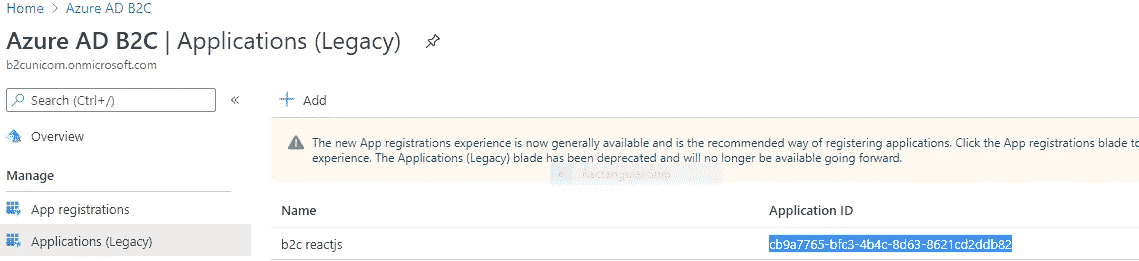 Home > Azure AD B2C
Azure AD B2C | Applications (Legacy)
b2cunicorn.onmicrosoft.com
Search (Ctrl+/)
«
Overview
Manage
App registrations
Applications (Legacy)
+ Add
The new App registrations experience is now generally available and is the recommended way of registering applications. Click the App registrations blade to
experience. The Applications (Legacy) blade has been deprecated and will no longer be available going forward.
Rectangular Snip
Name Application ID
b2c reactjs cb9a7765-bfc3-4b4c-8d63-8621cd2ddb82